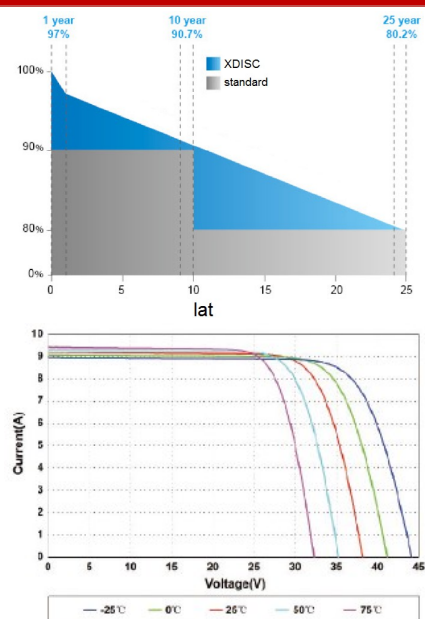 1 year 10 year 25 year
97% 90.7% 80.2%
XDISC
standard
100%
90%
80%
0%
0 5 10 15 20 25
lat
10
9
8
7
6
5
4
3
2
1
0
Current(A)
0 5 10 15 20 25 30 35 40 45
Voltage(V)
-25℃ 0℃ 25℃ 50℃ 75℃